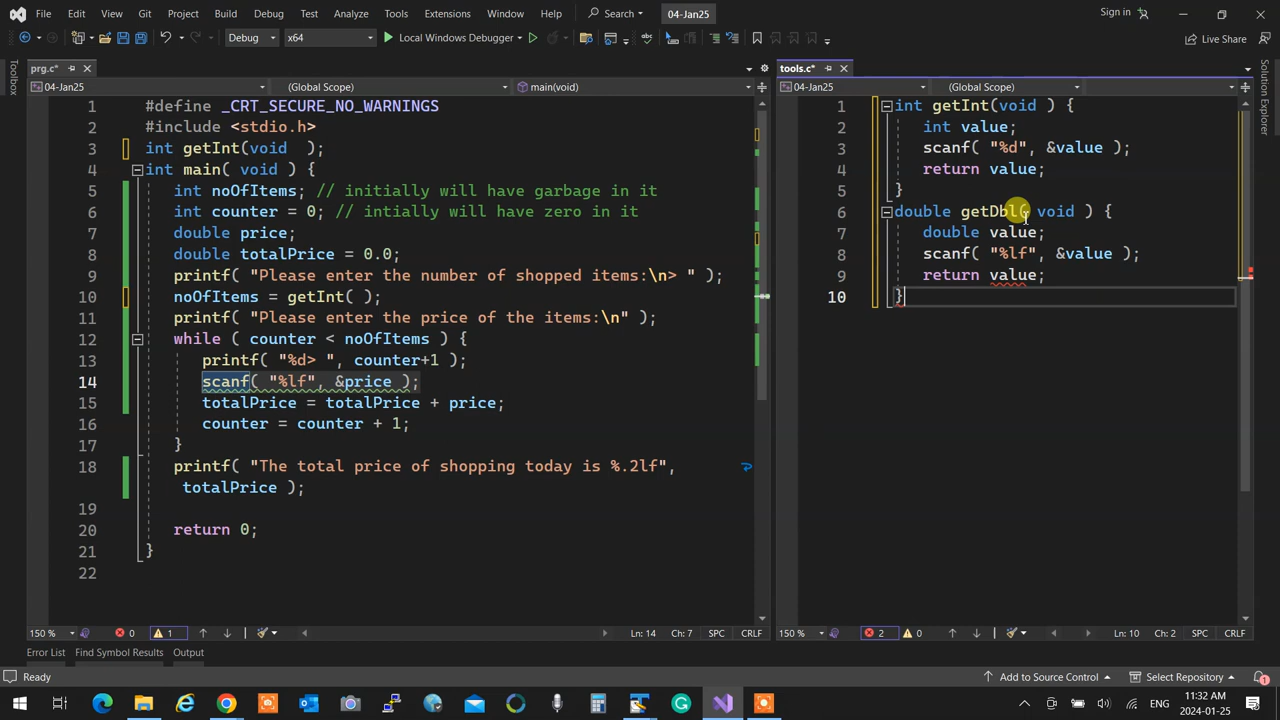 File Edit View Git Project Build Debug Test Analyze Tools Extensions Window Help Search 04-Jan25 Sign in
Debug x64 Local Windows Debugger Live Share
Toolbox
prg.c*
04-Jan25 (Global Scope) main(void)
1 #define _CRT_SECURE_NO_WARNINGS
2 #include <stdio.h>
3 int getInt(void  );
4 int main( void ) {
5 int noOfItems; // initially will have garbage in it
6 int counter = 0; // intially will have zero in it
7 double price;
8 double totalPrice = 0.0;
9 printf( "Please enter the number of shopped items:\n> " );
10 noOfItems = getInt( );
11 printf( "Please enter the price of the items:\n" );
12 while ( counter < noOfItems ) {
13 printf( "%d> ", counter+1 );
14 scanf( "%lf", &price );
15 totalPrice = totalPrice + price;
16 counter = counter + 1;
17 }
18 printf( "The total price of shopping today is %.2lf",
totalPrice );
19
20 return 0;
21 }
22
150 % 0 1 Ln: 14 Ch: 7 SPC CRLF
tools.c*
04-Jan25 (Global Scope)
1 int getInt(void ) {
2 int value;
3 scanf( "%d", &value );
4 return value;
5 }
6 double getDbl( void ) {
7 double value;
8 scanf( "%lf", &value );
9 return value;
10 }
150 % 2 0 Ln: 10 Ch: 2 SPC CRLF
Solution Explorer
Error List Find Symbol Results Output
Ready Add to Source Control Select Repository 1
ENG 11:32 AM
2024-01-25